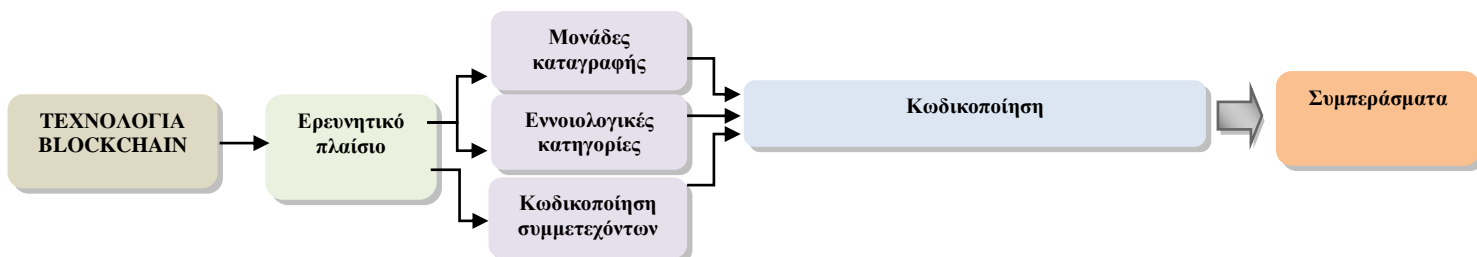 ΤΕΧΝΟΛΟΓΙΑ
BLOCKCHAIN
Ερευνητικό
πλαίσιο
Μονάδες
καταγραφής
Εννοιολογικές
κατηγορίες
Κωδικοποίηση
συμμετεχόντων
Κωδικοποίηση
Συμπεράσματα